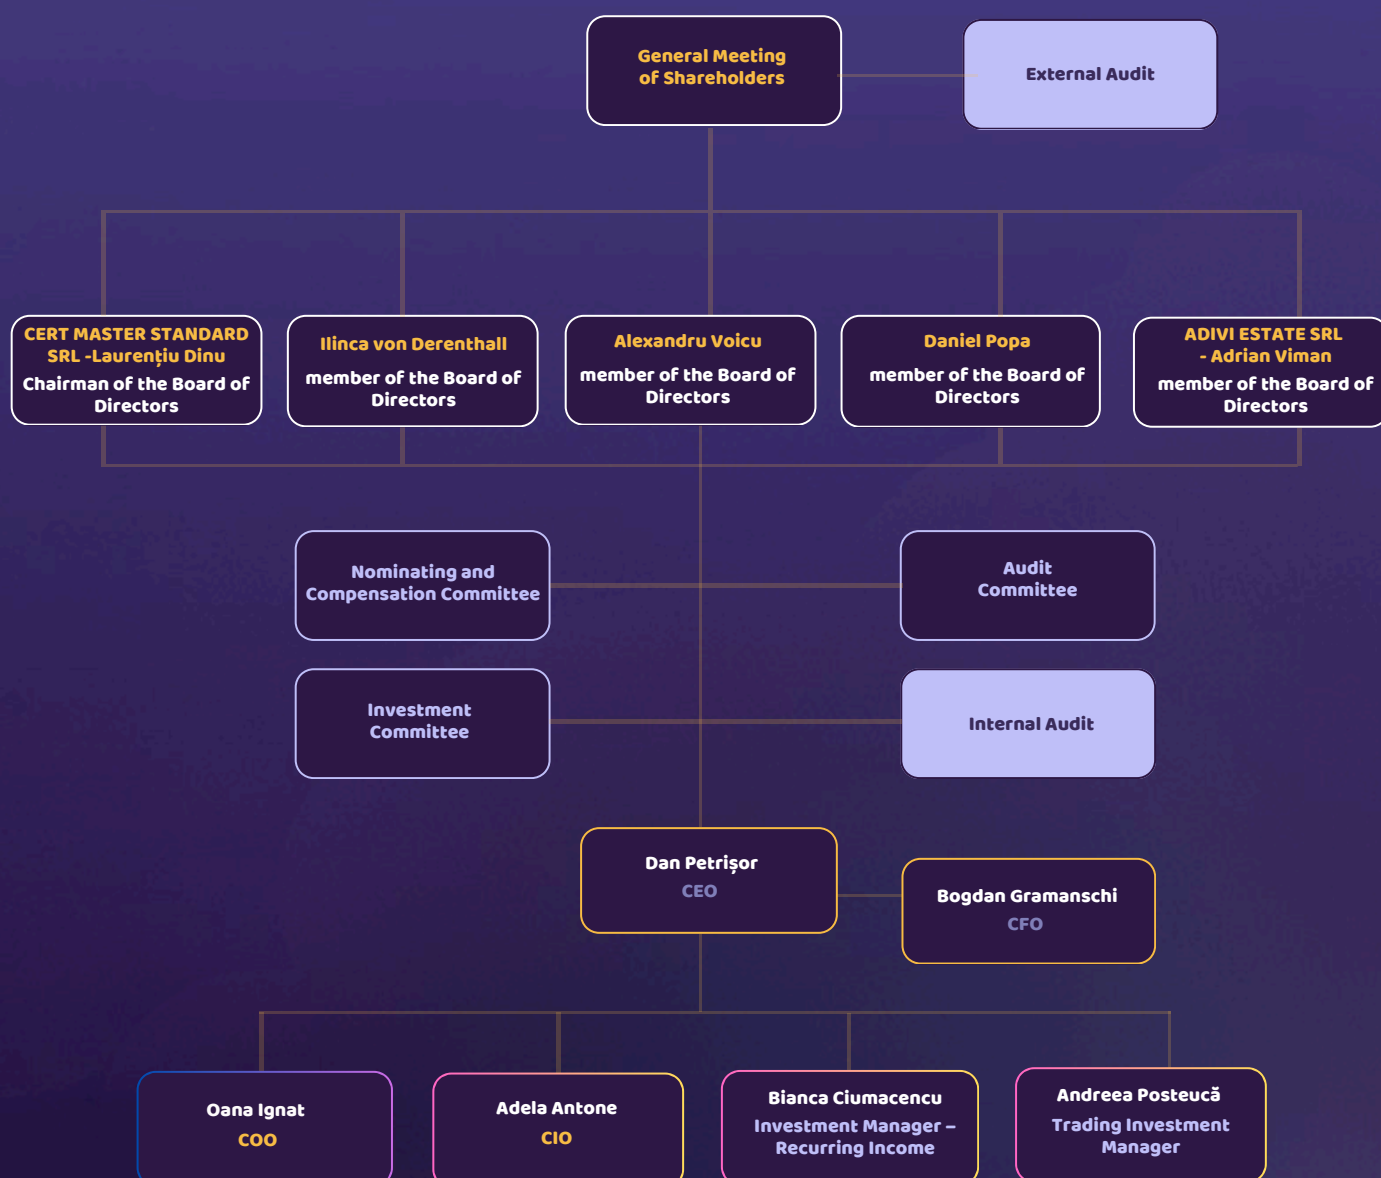 General Meeting
of Shareholders
External Audit
CERT MASTER STANDARD
SRL -Laurențiu Dinu
Chairman of the Board of
Directors
Ilinca von Derenthall
member of the Board of
Directors
Alexandru Voicu
member of the Board of
Directors
Daniel Popa
member of the Board of
Directors
ADIVI ESTATE SRL
- Adrian Viman
member of the Board of
Directors
Nominating and
Compensation Committee
Audit
Committee
Investment
Committee
Internal Audit
Dan Petrișor
CEO
Bogdan Gramanschi
CFO
Oana Ignat
COO
Adela Antone
CIO
Bianca Ciumacencu
Investment Manager –
Recurring Income
Andreea Posteucă
Trading Investment
Manager